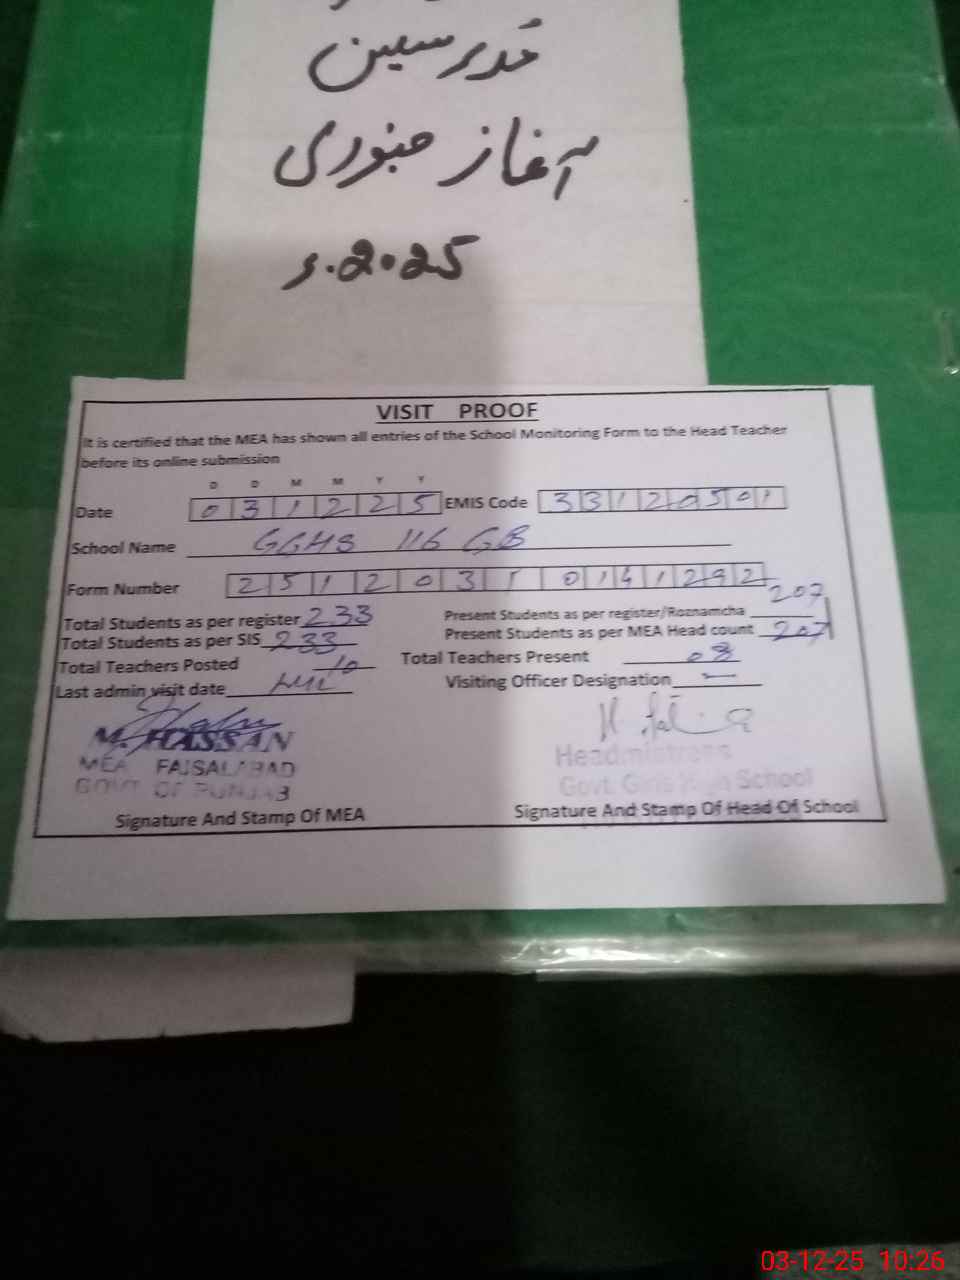 مدرسین
آغاز جنوری
2025ء
VISIT PROOF
It is certified that the MEA has shown all entries of the School Monitoring Form to the Head Teacher
before its online submission
D D M M Y Y
Date 0 3 1 2 2 5 EMIS Code 3 3 1 2 0 5 0 1
School Name GGHS 116 GB
Form Number 2 5 1 2 0 3 1 0 1 4 1 2 9 2
Total Students as per register 233 Present Students as per register/Roznamcha 207
Total Students as per SIS 233 Present Students as per MEA Head count 207
Total Teachers Posted 10 Total Teachers Present 08
Last admin visit date Nil Visiting Officer Designation —
M. HASSAN
MEA FAISALABAD
GOVT OF PUNJAB
Headmistress
Govt. Girls High School
Signature And Stamp Of MEA Signature And Stamp Of Head Of School
03-12-25 10:26